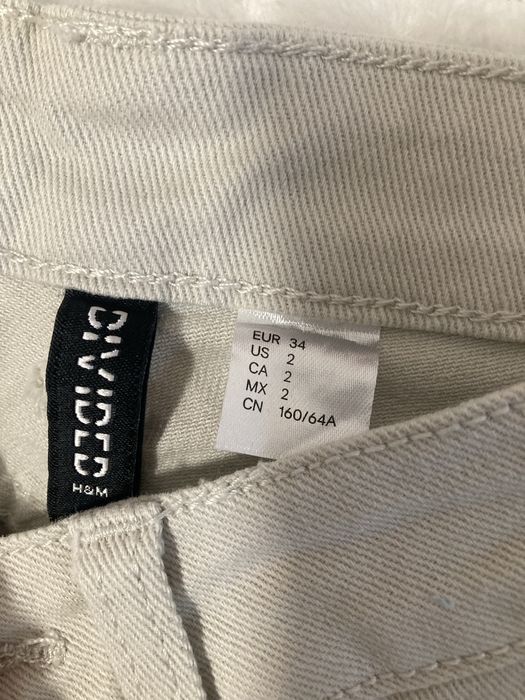 DIVIDED
H&M
EUR 34
US 2
CA 2
MX 2
CN 160/64A